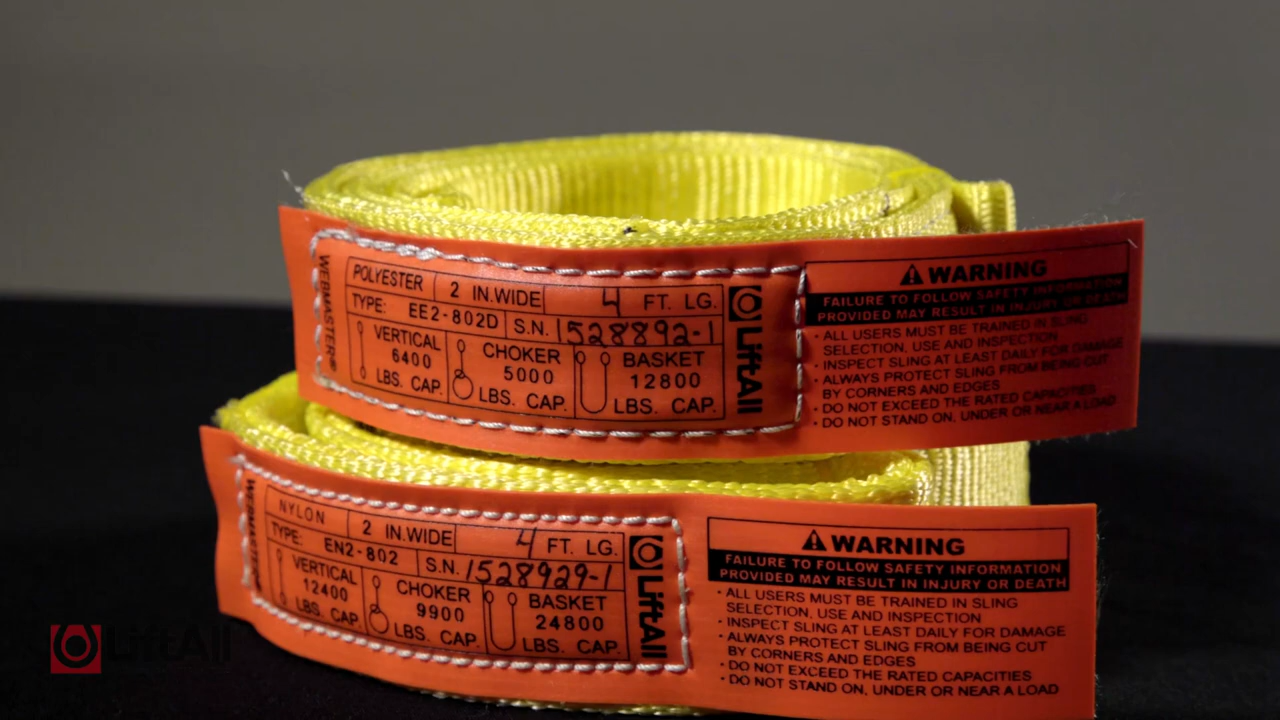 WEBMASTER®
POLYESTER 2 IN.WIDE 4 FT. LG.
TYPE: EE2-802D S.N. 1528892-1
VERTICAL 6400 LBS. CAP.
CHOKER 5000 LBS. CAP.
BASKET 12800 LBS. CAP.
LiftAll
WARNING
FAILURE TO FOLLOW SAFETY INFORMATION
PROVIDED MAY RESULT IN INJURY OR DEATH
· ALL USERS MUST BE TRAINED IN SLING
SELECTION, USE AND INSPECTION
· INSPECT SLING AT LEAST DAILY FOR DAMAGE
· ALWAYS PROTECT SLING FROM BEING CUT
BY CORNERS AND EDGES
· DO NOT EXCEED THE RATED CAPACITIES
· DO NOT STAND ON, UNDER OR NEAR A LOAD
WEBMASTER
NYLON 2 IN.WIDE 4 FT. LG.
TYPE: EN2-802 S.N. 1528929-1
VERTICAL 12400 LBS. CAP.
CHOKER 9900 LBS. CAP.
BASKET 24800 LBS. CAP.
LiftAll
WARNING
FAILURE TO FOLLOW SAFETY INFORMATION
PROVIDED MAY RESULT IN INJURY OR DEATH
· ALL USERS MUST BE TRAINED IN SLING
SELECTION, USE AND INSPECTION
· INSPECT SLING AT LEAST DAILY FOR DAMAGE
· ALWAYS PROTECT SLING FROM BEING CUT
BY CORNERS AND EDGES
· DO NOT EXCEED THE RATED CAPACITIES
· DO NOT STAND ON, UNDER OR NEAR A LOAD
LiftAll